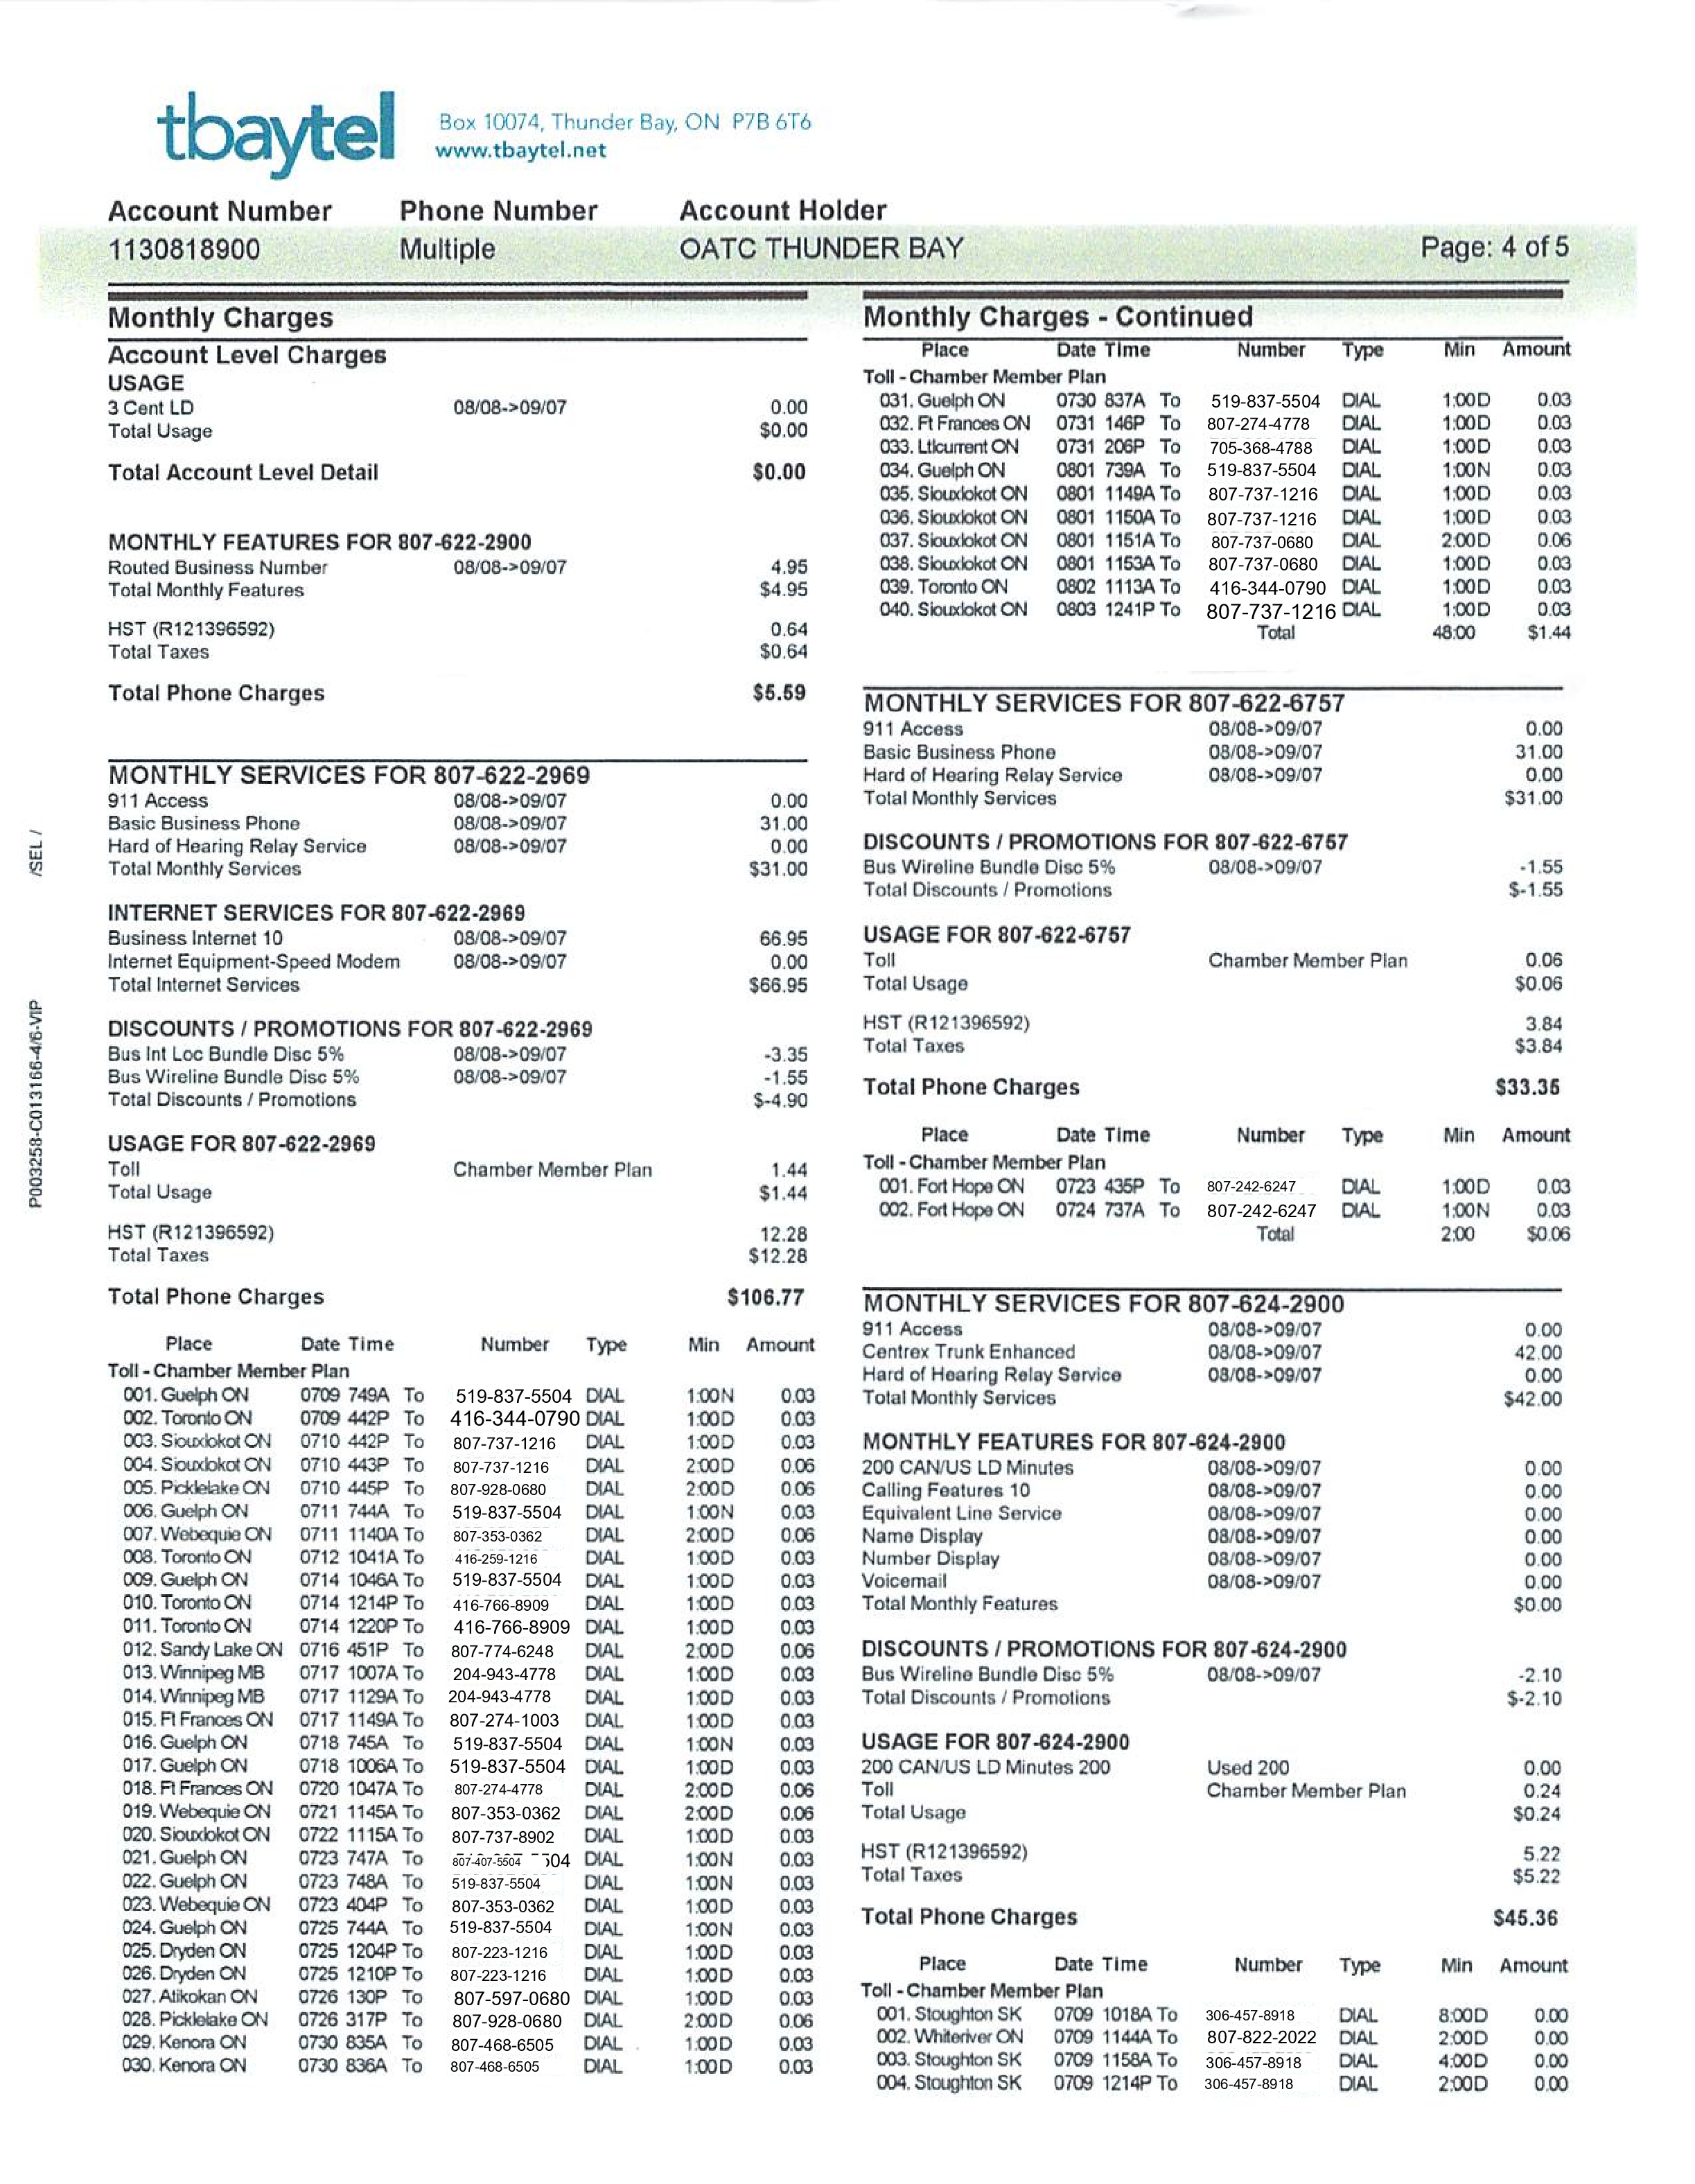 tbaytel
Box 10074, Thunder Bay, ON P7B 6T6
www.tbaytel.net
Account Number Phone Number Account Holder
1130818900 Multiple OATC THUNDER BAY Page: 4 of 5
Monthly Charges
Account Level Charges
USAGE
3 Cent LD 08/08->09/07 0.00
Total Usage $0.00
Total Account Level Detail $0.00
MONTHLY FEATURES FOR 807-622-2900
Routed Business Number 08/08->09/07 4.95
Total Monthly Features $4.95
HST (R121396592) 0.64
Total Taxes $0.64
Total Phone Charges $5.59
MONTHLY SERVICES FOR 807-622-2969
911 Access 08/08->09/07 0.00
Basic Business Phone 08/08->09/07 31.00
Hard of Hearing Relay Service 08/08->09/07 0.00
Total Monthly Services $31.00
INTERNET SERVICES FOR 807-622-2969
Business Internet 10 08/08->09/07 66.95
Internet Equipment-Speed Modem 08/08->09/07 0.00
Total Internet Services $66.95
DISCOUNTS / PROMOTIONS FOR 807-622-2969
Bus Int Loc Bundle Disc 5% 08/08->09/07 -3.35
Bus Wireline Bundle Disc 5% 08/08->09/07 -1.55
Total Discounts / Promotions $-4.90
USAGE FOR 807-622-2969
Toll Chamber Member Plan 1.44
Total Usage $1.44
HST (R121396592) 12.28
Total Taxes $12.28
Total Phone Charges $106.77
Place Date Time Number Type Min Amount
Toll - Chamber Member Plan
001. Guelph ON 0709 749A To 519-837-5504 DIAL 1:00N 0.03
002. Toronto ON 0709 442P To 416-344-0790 DIAL 1:00D 0.03
003. Siouxlokot ON 0710 442P To 807-737-1216 DIAL 1:00D 0.03
004. Siouxlokot ON 0710 443P To 807-737-1216 DIAL 2:00D 0.06
005. Picklelake ON 0710 445P To 807-928-0680 DIAL 2:00D 0.06
006. Guelph ON 0711 744A To 519-837-5504 DIAL 1:00N 0.03
007. Webequie ON 0711 1140A To 807-353-0362 DIAL 2:00D 0.06
008. Toronto ON 0712 1041A To 416-259-1216 DIAL 1:00D 0.03
009. Guelph ON 0714 1046A To 519-837-5504 DIAL 1:00D 0.03
010. Toronto ON 0714 1214P To 416-766-8909 DIAL 1:00D 0.03
011. Toronto ON 0714 1220P To 416-766-8909 DIAL 1:00D 0.03
012. Sandy Lake ON 0716 451P To 807-774-6248 DIAL 2:00D 0.06
013. Winnipeg MB 0717 1007A To 204-943-4778 DIAL 1:00D 0.03
014. Winnipeg MB 0717 1129A To 204-943-4778 DIAL 1:00D 0.03
015. Ft Frances ON 0717 1149A To 807-274-1003 DIAL 1:00D 0.03
016. Guelph ON 0718 745A To 519-837-5504 DIAL 1:00N 0.03
017. Guelph ON 0718 1006A To 519-837-5504 DIAL 1:00D 0.03
018. Ft Frances ON 0720 1047A To 807-274-4778 DIAL 2:00D 0.06
019. Webequie ON 0721 1145A To 807-353-0362 DIAL 2:00D 0.06
020. Siouxlokot ON 0722 1115A To 807-737-8902 DIAL 1:00D 0.03
021. Guelph ON 0723 747A To 807-407-5504 04 DIAL 1:00N 0.03
022. Guelph ON 0723 748A To 519-837-5504 DIAL 1:00N 0.03
023. Webequie ON 0723 404P To 807-353-0362 DIAL 1:00D 0.03
024. Guelph ON 0725 744A To 519-837-5504 DIAL 1:00N 0.03
025. Dryden ON 0725 1204P To 807-223-1216 DIAL 1:00D 0.03
026. Dryden ON 0725 1210P To 807-223-1216 DIAL 1:00D 0.03
027. Atikokan ON 0726 130P To 807-597-0680 DIAL 1:00D 0.03
028. Picklelake ON 0726 317P To 807-928-0680 DIAL 2:00D 0.06
029. Kenora ON 0730 835A To 807-468-6505 DIAL 1:00D 0.03
030. Kenora ON 0730 836A To 807-468-6505 DIAL 1:00D 0.03
Monthly Charges - Continued
Place Date Time Number Type Min Amount
Toll - Chamber Member Plan
031. Guelph ON 0730 837A To 519-837-5504 DIAL 1:00D 0.03
032. Ft Frances ON 0731 146P To 807-274-4778 DIAL 1:00D 0.03
033. Ltlcurrent ON 0731 206P To 705-368-4788 DIAL 1:00D 0.03
034. Guelph ON 0801 739A To 519-837-5504 DIAL 1:00N 0.03
035. Siouxlokot ON 0801 1149A To 807-737-1216 DIAL 1:00D 0.03
036. Siouxlokot ON 0801 1150A To 807-737-1216 DIAL 1:00D 0.03
037. Siouxlokot ON 0801 1151A To 807-737-0680 DIAL 2:00D 0.06
038. Siouxlokot ON 0801 1153A To 807-737-0680 DIAL 1:00D 0.03
039. Toronto ON 0802 1113A To 416-344-0790 DIAL 1:00D 0.03
040. Siouxlokot ON 0803 1241P To 807-737-1216 DIAL 1:00D 0.03
Total 48:00 $1.44
MONTHLY SERVICES FOR 807-622-6757
911 Access 08/08->09/07 0.00
Basic Business Phone 08/08->09/07 31.00
Hard of Hearing Relay Service 08/08->09/07 0.00
Total Monthly Services $31.00
DISCOUNTS / PROMOTIONS FOR 807-622-6757
Bus Wireline Bundle Disc 5% 08/08->09/07 -1.55
Total Discounts / Promotions $-1.55
USAGE FOR 807-622-6757
Toll Chamber Member Plan 0.06
Total Usage $0.06
HST (R121396592) 3.84
Total Taxes $3.84
Total Phone Charges $33.35
Place Date Time Number Type Min Amount
Toll - Chamber Member Plan
001. Fort Hope ON 0723 435P To 807-242-6247 DIAL 1:00D 0.03
002. Fort Hope ON 0724 737A To 807-242-6247 DIAL 1:00N 0.03
Total 2:00 $0.06
MONTHLY SERVICES FOR 807-624-2900
911 Access 08/08->09/07 0.00
Centrex Trunk Enhanced 08/08->09/07 42.00
Hard of Hearing Relay Service 08/08->09/07 0.00
Total Monthly Services $42.00
MONTHLY FEATURES FOR 807-624-2900
200 CAN/US LD Minutes 08/08->09/07 0.00
Calling Features 10 08/08->09/07 0.00
Equivalent Line Service 08/08->09/07 0.00
Name Display 08/08->09/07 0.00
Number Display 08/08->09/07 0.00
Voicemail 08/08->09/07 0.00
Total Monthly Features $0.00
DISCOUNTS / PROMOTIONS FOR 807-624-2900
Bus Wireline Bundle Disc 5% 08/08->09/07 -2.10
Total Discounts / Promotions $-2.10
USAGE FOR 807-624-2900
200 CAN/US LD Minutes 200 Used 200 0.00
Toll Chamber Member Plan 0.24
Total Usage $0.24
HST (R121396592) 5.22
Total Taxes $5.22
Total Phone Charges $45.36
Place Date Time Number Type Min Amount
Toll - Chamber Member Plan
001. Stoughton SK 0709 1018A To 306-457-8918 DIAL 8:00D 0.00
002. Whiteriver ON 0709 1144A To 807-822-2022 DIAL 2:00D 0.00
003. Stoughton SK 0709 1158A To 306-457-8918 DIAL 4:00D 0.00
004. Stoughton SK 0709 1214P To 306-457-8918 DIAL 2:00D 0.00
P003258-C013166-4/6-VIP /SEL /